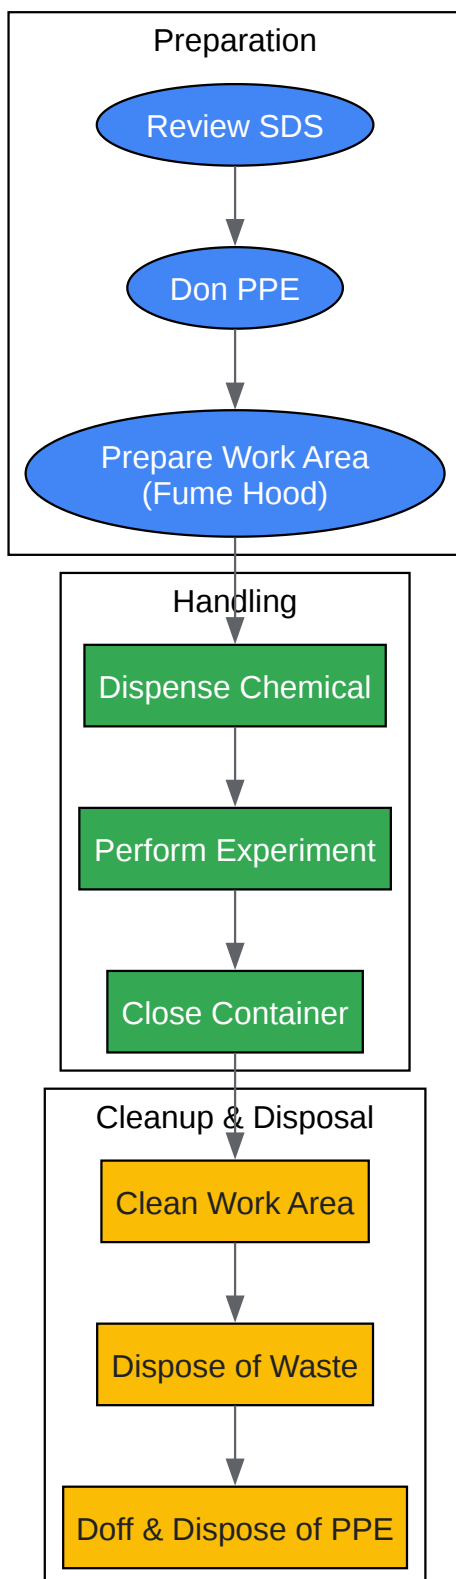 Preparation
Review SDS
Don PPE
Prepare Work Area
(Fume Hood)
Handling
Dispense Chemical
Perform Experiment
Close Container
Cleanup & Disposal
Clean Work Area
Dispose of Waste
Doff & Dispose of PPE